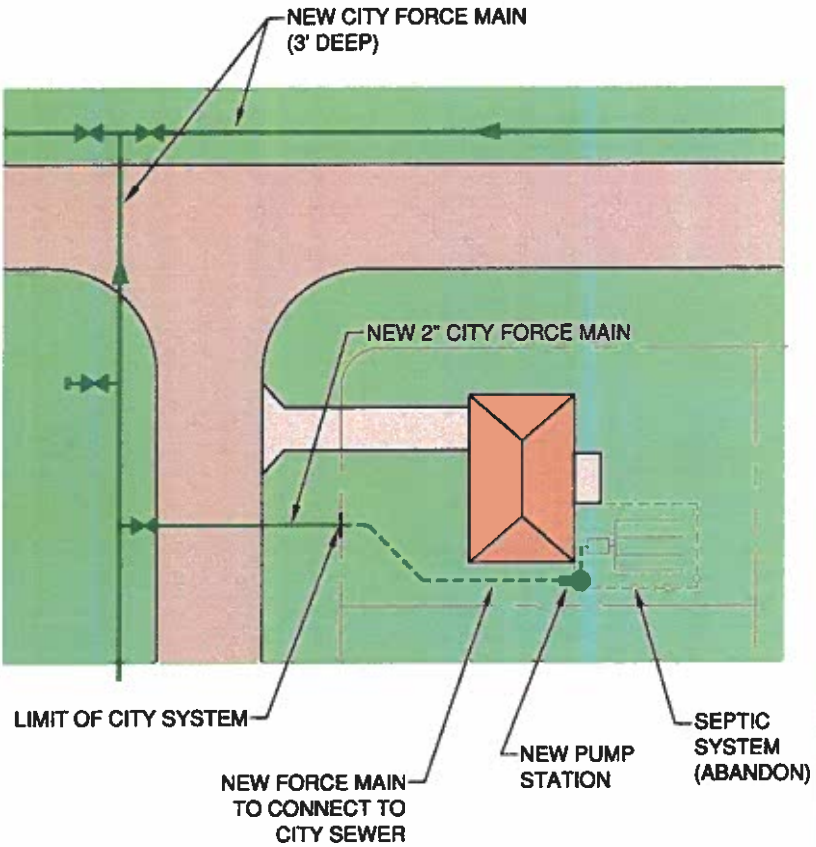 NEW CITY FORCE MAIN
(3' DEEP)
NEW 2" CITY FORCE MAIN
LIMIT OF CITY SYSTEM
NEW FORCE MAIN
TO CONNECT TO
CITY SEWER
NEW PUMP
STATION
SEPTIC
SYSTEM
(ABANDON)